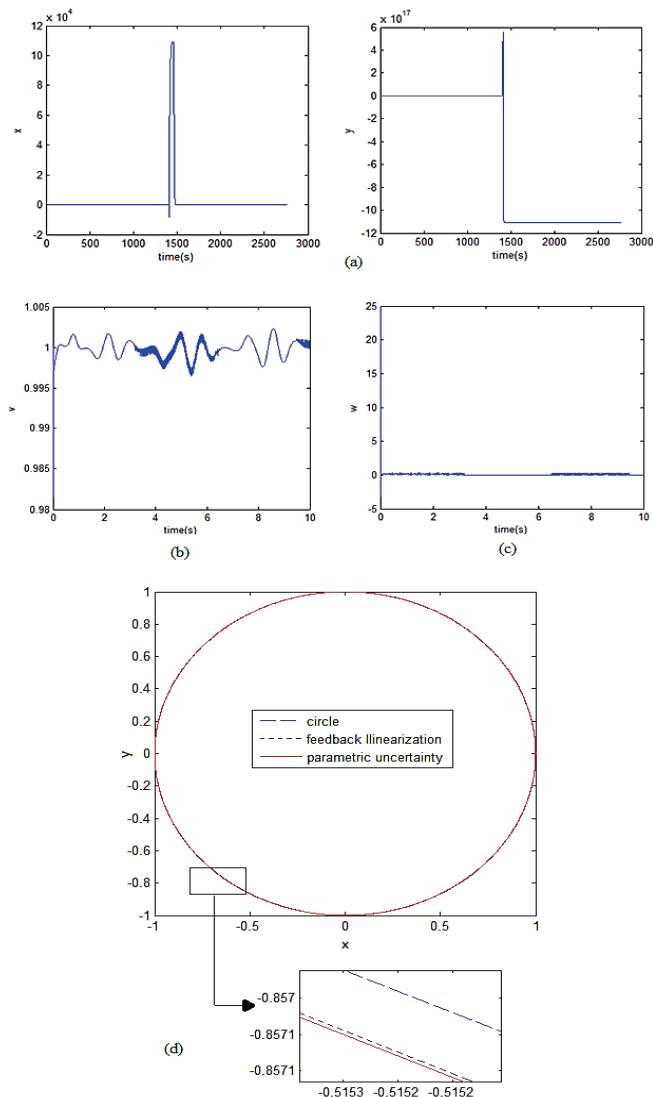 x 10^4
12
10
8
6
4
2
0
-2
x
0 500 1000 1500 2000 2500 3000
time(s)
x 10^17
6
4
2
0
-2
-4
-6
-8
-10
-12
y
0 500 1000 1500 2000 2500 3000
time(s)
(a)
1.005
1
0.995
0.99
0.985
0.98
v
0 2 4 6 8 10
time(s)
(b)
25
20
15
10
5
0
-5
w
0 2 4 6 8 10
time(s)
(c)
1
0.8
0.6
0.4
0.2
0
-0.2
-0.4
-0.6
-0.8
-1
y
circle
feedback llinearization
parametric uncertainty
-1 -0.5 0 0.5 1
x
-0.857
-0.8571
-0.8571
-0.5153 -0.5152 -0.5152
(d)